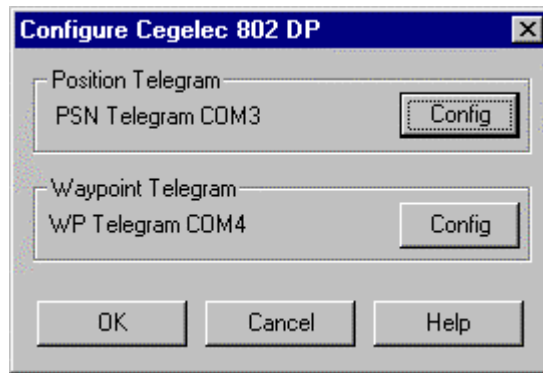 Configure Cegelec 802 DP
Position Telegram
PSN Telegram COM3
Config
Waypoint Telegram
WP Telegram COM4
Config
OK
Cancel
Help